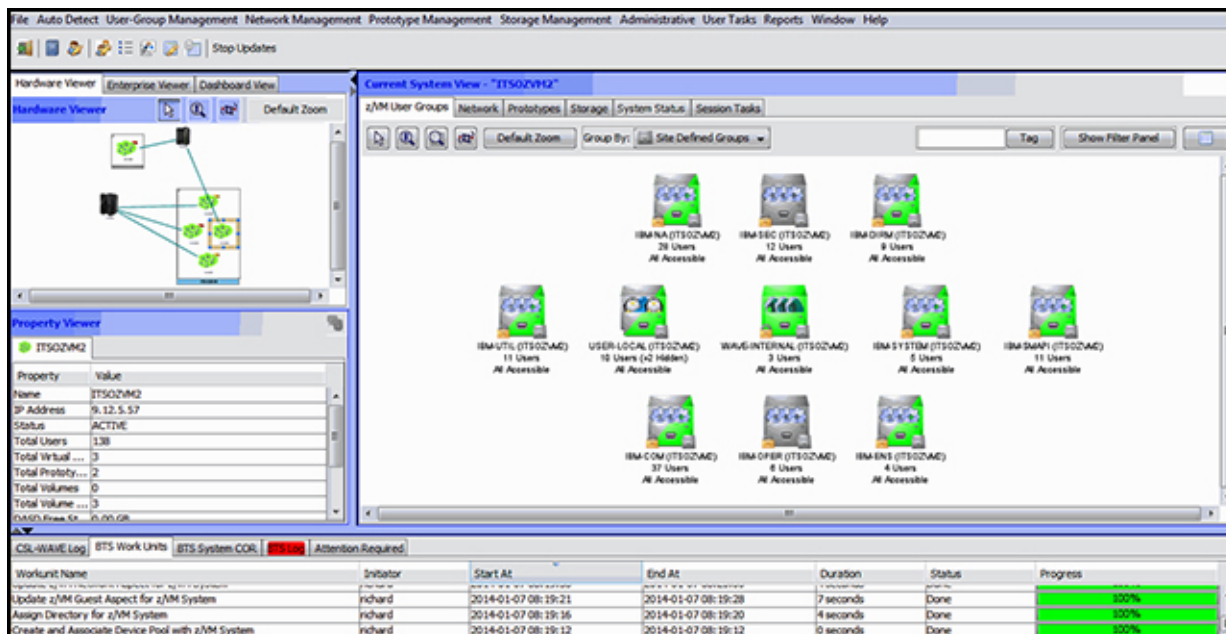 File Auto Detect User-Group Management Network Management Prototype Management Storage Management Administrative User Tasks Reports Window Help
Stop Updates
Hardware Viewer Enterprise Viewer Dashboard View
Hardware Viewer Default Zoom
Current System View - "ITSOZVM2"
z/VM User Groups Network Prototypes Storage System Status Session Tasks
Default Zoom Group By: Site Defined Groups Tag Show Filter Panel
IBM-NA (ITSOZVM2) IBM-SEC (ITSOZVM2) IBM-DIRM (ITSOZVM2)
28 Users 12 Users 9 Users
All Accessible All Accessible All Accessible
IBM-UTIL (ITSOZVM2) USER-LOCAL (ITSOZVM2) WAVE-INTERNAL (ITSOZVM2) IBM-SYSTEM (ITSOZVM2) IBM-SMAPI (ITSOZVM2)
11 Users 10 Users (+2 Hidden) 3 Users 5 Users 11 Users
All Accessible All Accessible All Accessible All Accessible All Accessible
IBM-COM (ITSOZVM2) IBM-OPER (ITSOZVM2) IBM-ENS (ITSOZVM2)
37 Users 6 Users 4 Users
All Accessible All Accessible All Accessible
Property Viewer
ITSOZVM2
Property Value
Name ITSOZVM2
IP Address 9.12.5.57
Status ACTIVE
Total Users 138
Total Virtual ... 3
Total Prototy... 2
Total Volumes 0
Total Volume ... 3
DASD Free St... 0.00 GB
CSL-WAVE Log BTS Work Units BTS System COR. BTS Log Attention Required
Workunit Name Initiator Start At End At Duration Status Progress
Update z/VM Guest Aspect for z/VM System richard 2014-01-07 08:19:21 2014-01-07 08:19:28 7 seconds Done 100%
Assign Directory for z/VM System richard 2014-01-07 08:19:16 2014-01-07 08:19:20 4 seconds Done 100%
Create and Associate Device Pool with z/VM System richard 2014-01-07 08:19:12 2014-01-07 08:19:12 0 seconds Done 100%